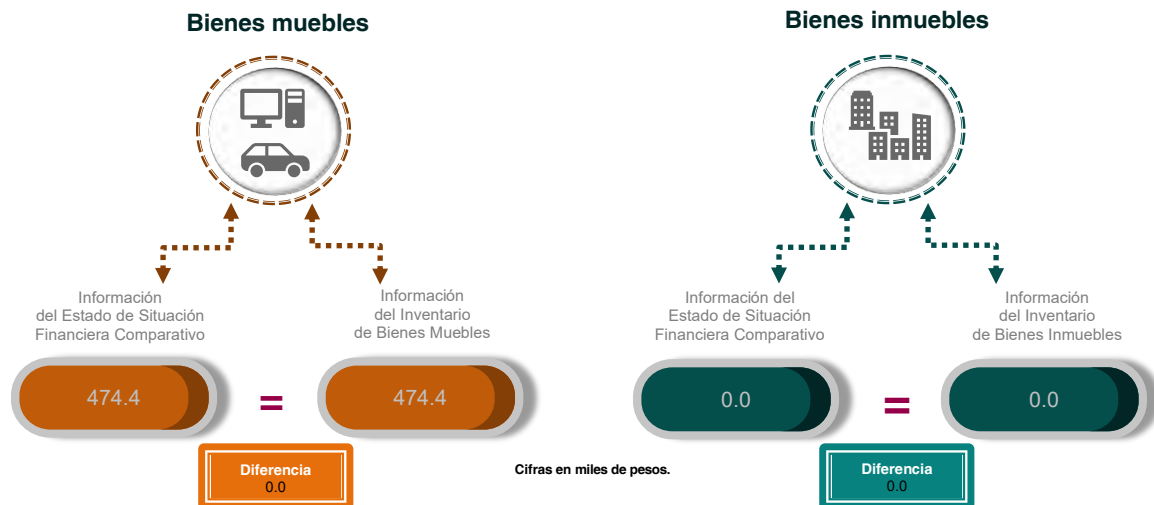 Bienes muebles
Información
del Estado de Situación
Financiera Comparativo
Información
del Inventario
de Bienes Muebles
474.4
=
474.4
Diferencia
0.0
Cifras en miles de pesos.
Bienes inmuebles
Información del
Estado de Situación
Financiera Comparativo
Información
del Inventario
de Bienes Inmuebles
0.0
=
0.0
Diferencia
0.0